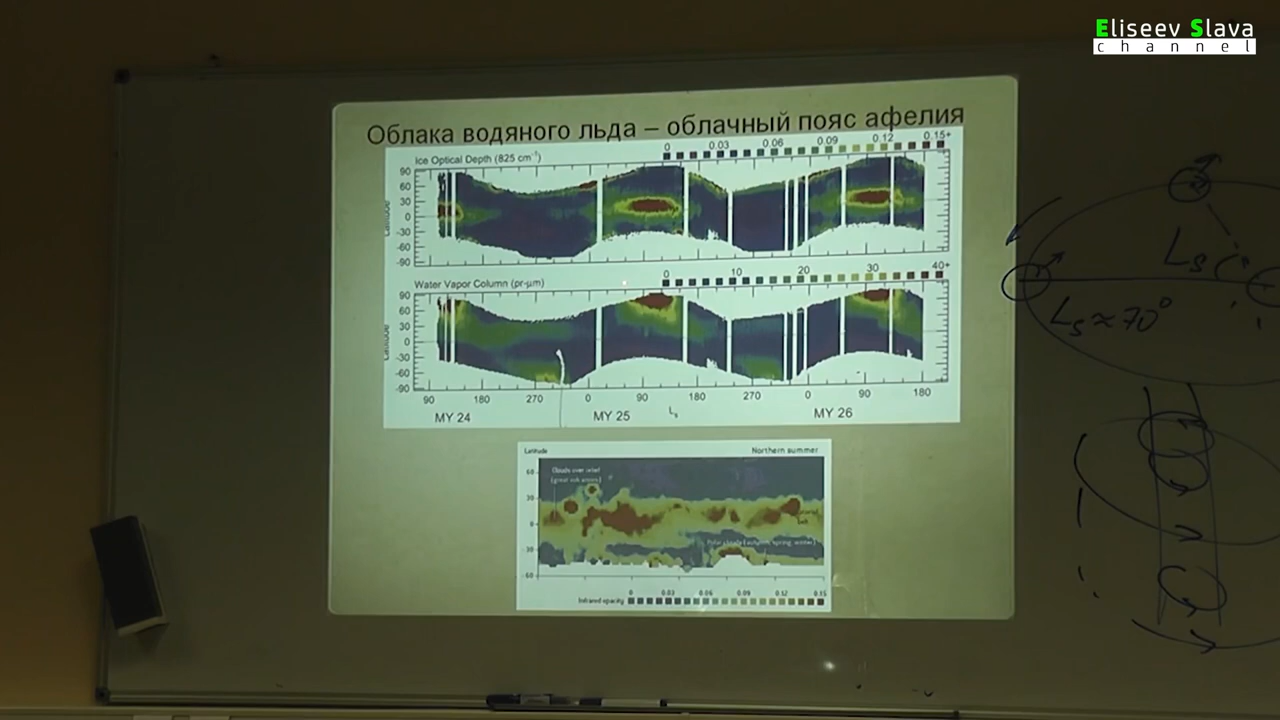 Eliseev Slava
channel
Облака водяного льда – облачный пояс афелия
0 0.03 0.06 0.09 0.12 0.15+
Ice Optical Depth (825 cm⁻¹)
90
60
30
0
-30
-60
-90
Water Vapor Column (pr-μm)
0 10 20 30 40+
90
60
30
0
-30
-60
-90
90 180 270 0 90 180 270 0 90 180
MY 24 MY 25 Ls MY 26
Latitude Northern summer
Clouds over relief
60
30
0
-30
-60
0 0.03 0.06 0.09 0.12 0.15
Infrared opacity
Ls
Ls≈70°